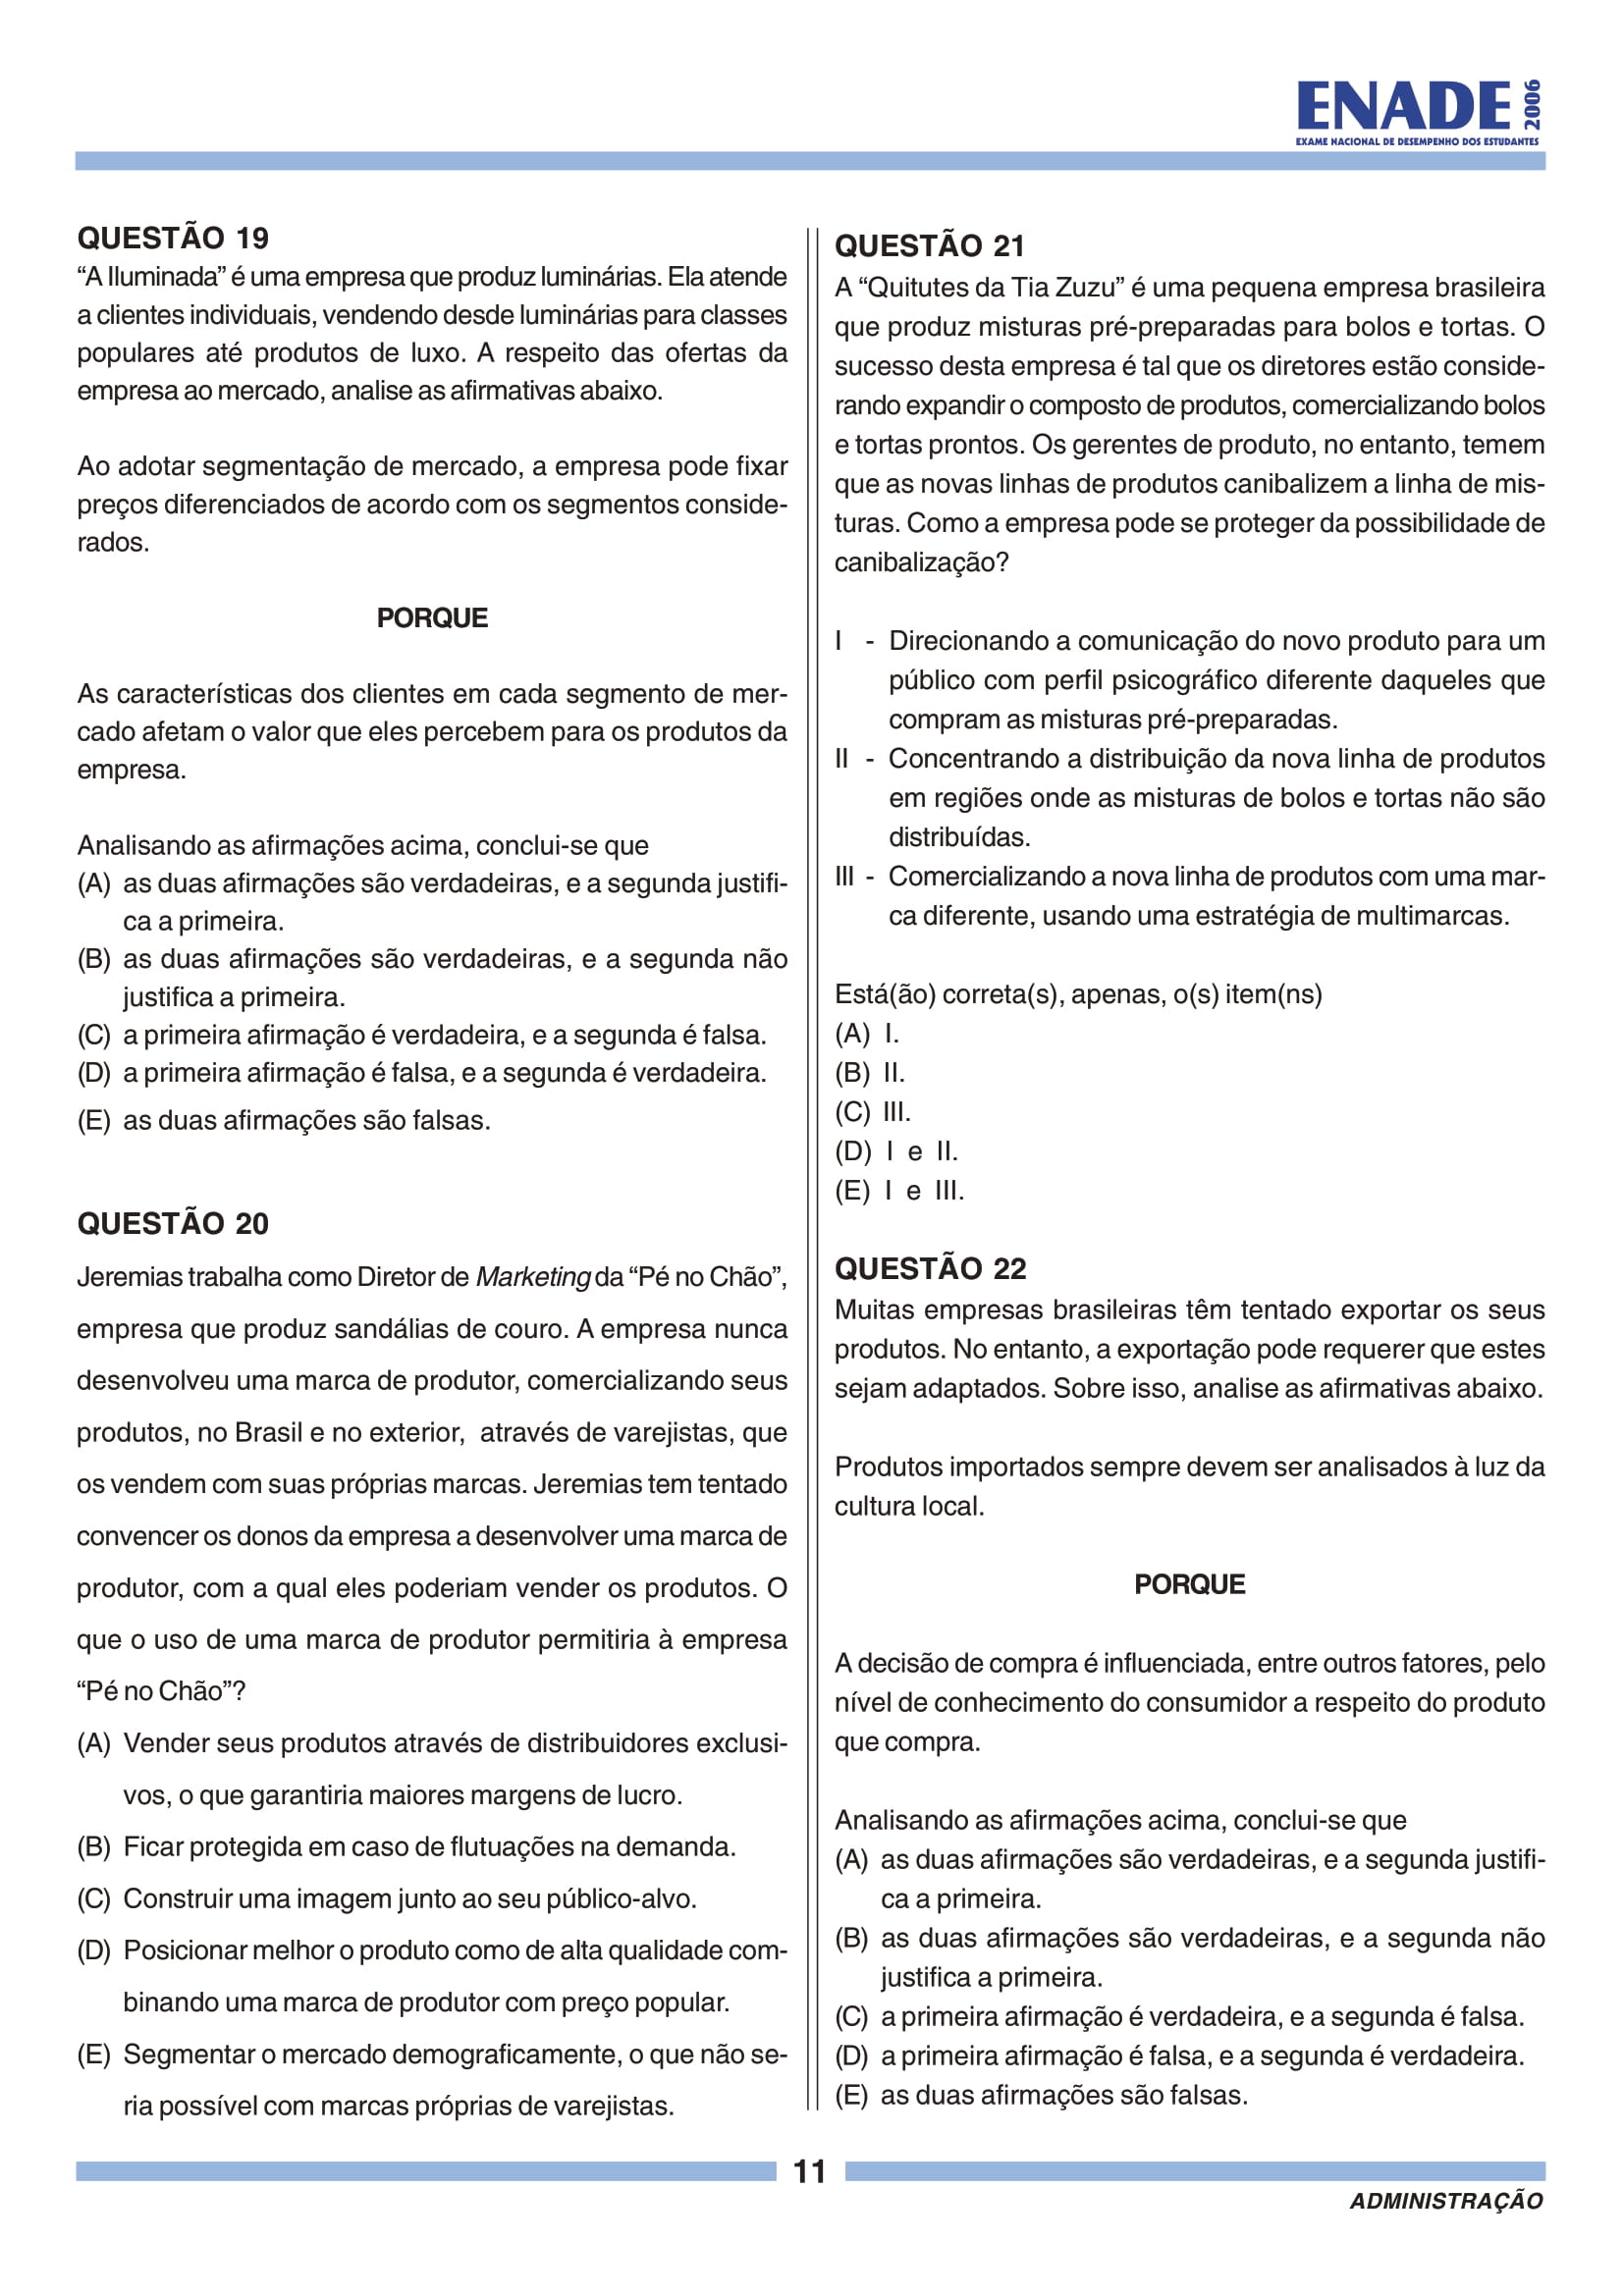 ENADE 2006
EXAME NACIONAL DE DESEMPENHO DOS ESTUDANTES
QUESTÃO 19
“A Iluminada” é uma empresa que produz luminárias. Ela atende
a clientes individuais, vendendo desde luminárias para classes
populares até produtos de luxo. A respeito das ofertas da
empresa ao mercado, analise as afirmativas abaixo.
Ao adotar segmentação de mercado, a empresa pode fixar
preços diferenciados de acordo com os segmentos conside-
rados.
PORQUE
As características dos clientes em cada segmento de mer-
cado afetam o valor que eles percebem para os produtos da
empresa.
Analisando as afirmações acima, conclui-se que
(A) as duas afirmações são verdadeiras, e a segunda justifi-
ca a primeira.
(B) as duas afirmações são verdadeiras, e a segunda não
justifica a primeira.
(C) a primeira afirmação é verdadeira, e a segunda é falsa.
(D) a primeira afirmação é falsa, e a segunda é verdadeira.
(E) as duas afirmações são falsas.
QUESTÃO 20
Jeremias trabalha como Diretor de Marketing da “Pé no Chão”,
empresa que produz sandálias de couro. A empresa nunca
desenvolveu uma marca de produtor, comercializando seus
produtos, no Brasil e no exterior, através de varejistas, que
os vendem com suas próprias marcas. Jeremias tem tentado
convencer os donos da empresa a desenvolver uma marca de
produtor, com a qual eles poderiam vender os produtos. O
que o uso de uma marca de produtor permitiria à empresa
“Pé no Chão”?
(A) Vender seus produtos através de distribuidores exclusi-
vos, o que garantiria maiores margens de lucro.
(B) Ficar protegida em caso de flutuações na demanda.
(C) Construir uma imagem junto ao seu público-alvo.
(D) Posicionar melhor o produto como de alta qualidade com-
binando uma marca de produtor com preço popular.
(E) Segmentar o mercado demograficamente, o que não se-
ria possível com marcas próprias de varejistas.
QUESTÃO 21
A “Quitutes da Tia Zuzu” é uma pequena empresa brasileira
que produz misturas pré-preparadas para bolos e tortas. O
sucesso desta empresa é tal que os diretores estão conside-
rando expandir o composto de produtos, comercializando bolos
e tortas prontos. Os gerentes de produto, no entanto, temem
que as novas linhas de produtos canibalizem a linha de mis-
turas. Como a empresa pode se proteger da possibilidade de
canibalização?
I - Direcionando a comunicação do novo produto para um
público com perfil psicográfico diferente daqueles que
compram as misturas pré-preparadas.
II - Concentrando a distribuição da nova linha de produtos
em regiões onde as misturas de bolos e tortas não são
distribuídas.
III - Comercializando a nova linha de produtos com uma mar-
ca diferente, usando uma estratégia de multimarcas.
Está(ão) correta(s), apenas, o(s) item(ns)
(A) I.
(B) II.
(C) III.
(D) I e II.
(E) I e III.
QUESTÃO 22
Muitas empresas brasileiras têm tentado exportar os seus
produtos. No entanto, a exportação pode requerer que estes
sejam adaptados. Sobre isso, analise as afirmativas abaixo.
Produtos importados sempre devem ser analisados à luz da
cultura local.
PORQUE
A decisão de compra é influenciada, entre outros fatores, pelo
nível de conhecimento do consumidor a respeito do produto
que compra.
Analisando as afirmações acima, conclui-se que
(A) as duas afirmações são verdadeiras, e a segunda justifi-
ca a primeira.
(B) as duas afirmações são verdadeiras, e a segunda não
justifica a primeira.
(C) a primeira afirmação é verdadeira, e a segunda é falsa.
(D) a primeira afirmação é falsa, e a segunda é verdadeira.
(E) as duas afirmações são falsas.
11
ADMINISTRAÇÃO